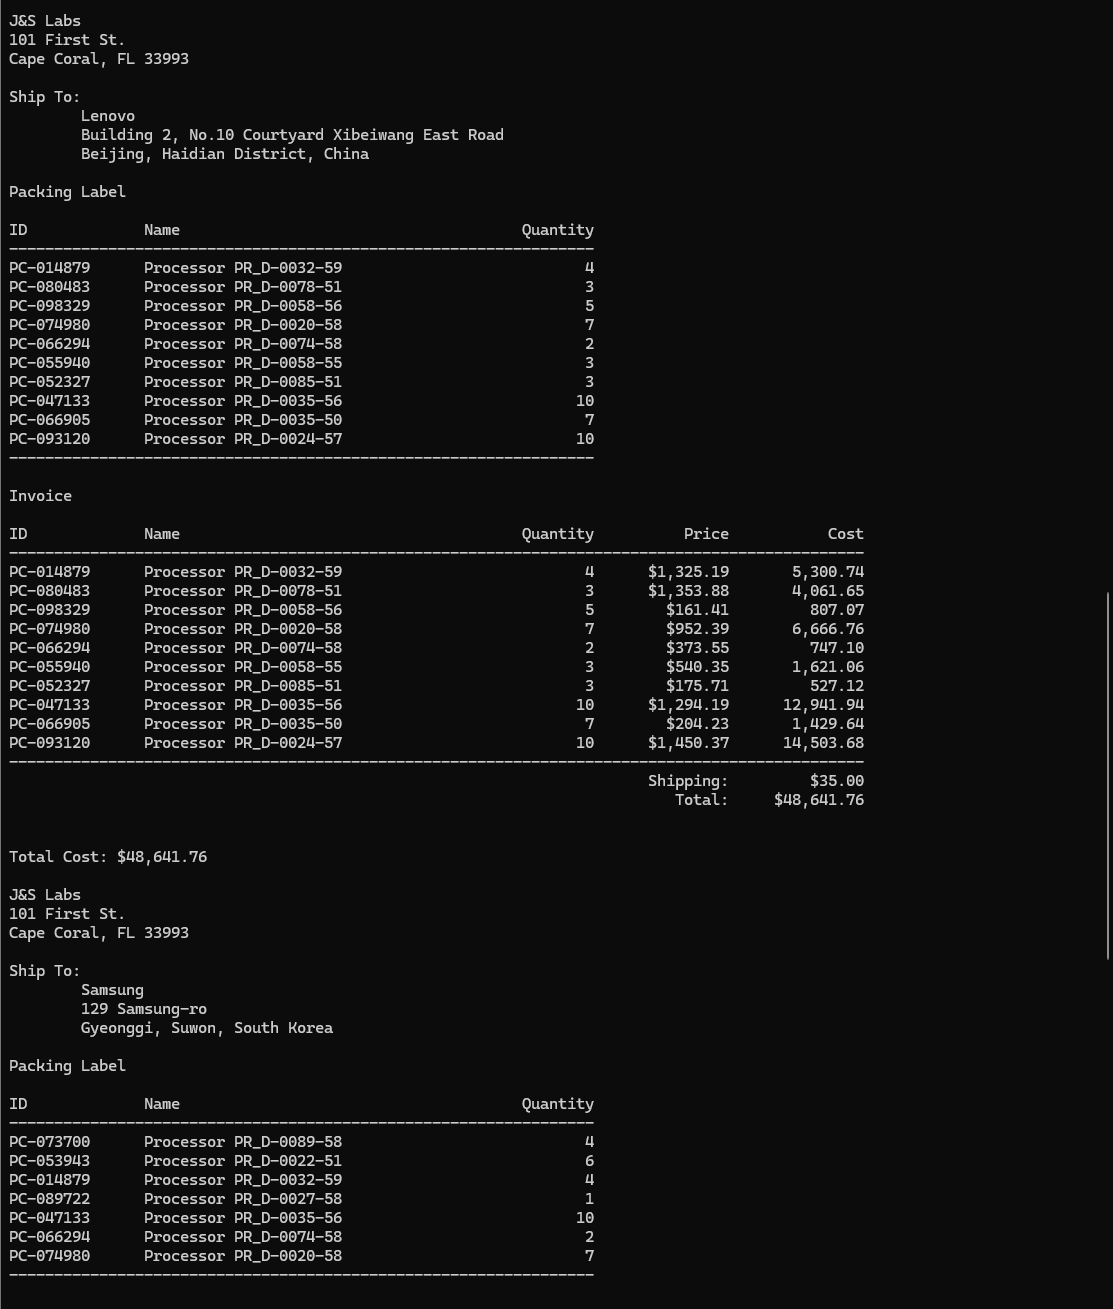 J&S Labs
101 First St.
Cape Coral, FL 33993
Ship To:
Lenovo
Building 2, No.10 Courtyard Xibeiwang East Road
Beijing, Haidian District, China
Packing Label
ID Name Quantity
-----------------------------------------------------------------
PC-014879 Processor PR_D-0032-59 4
PC-080483 Processor PR_D-0078-51 3
PC-098329 Processor PR_D-0058-56 5
PC-074980 Processor PR_D-0020-58 7
PC-066294 Processor PR_D-0074-58 2
PC-055940 Processor PR_D-0058-55 3
PC-052327 Processor PR_D-0085-51 3
PC-047133 Processor PR_D-0035-56 10
PC-066905 Processor PR_D-0035-50 7
PC-093120 Processor PR_D-0024-57 10
-----------------------------------------------------------------
Invoice
ID Name Quantity Price Cost
-----------------------------------------------------------------------------------------------
PC-014879 Processor PR_D-0032-59 4 $1,325.19 5,300.74
PC-080483 Processor PR_D-0078-51 3 $1,353.88 4,061.65
PC-098329 Processor PR_D-0058-56 5 $161.41 807.07
PC-074980 Processor PR_D-0020-58 7 $952.39 6,666.76
PC-066294 Processor PR_D-0074-58 2 $373.55 747.10
PC-055940 Processor PR_D-0058-55 3 $540.35 1,621.06
PC-052327 Processor PR_D-0085-51 3 $175.71 527.12
PC-047133 Processor PR_D-0035-56 10 $1,294.19 12,941.94
PC-066905 Processor PR_D-0035-50 7 $204.23 1,429.64
PC-093120 Processor PR_D-0024-57 10 $1,450.37 14,503.68
-----------------------------------------------------------------------------------------------
Shipping: $35.00
Total: $48,641.76
Total Cost: $48,641.76
J&S Labs
101 First St.
Cape Coral, FL 33993
Ship To:
Samsung
129 Samsung-ro
Gyeonggi, Suwon, South Korea
Packing Label
ID Name Quantity
-----------------------------------------------------------------
PC-073700 Processor PR_D-0089-58 4
PC-053943 Processor PR_D-0022-51 6
PC-014879 Processor PR_D-0032-59 4
PC-089722 Processor PR_D-0027-58 1
PC-047133 Processor PR_D-0035-56 10
PC-066294 Processor PR_D-0074-58 2
PC-074980 Processor PR_D-0020-58 7
-----------------------------------------------------------------